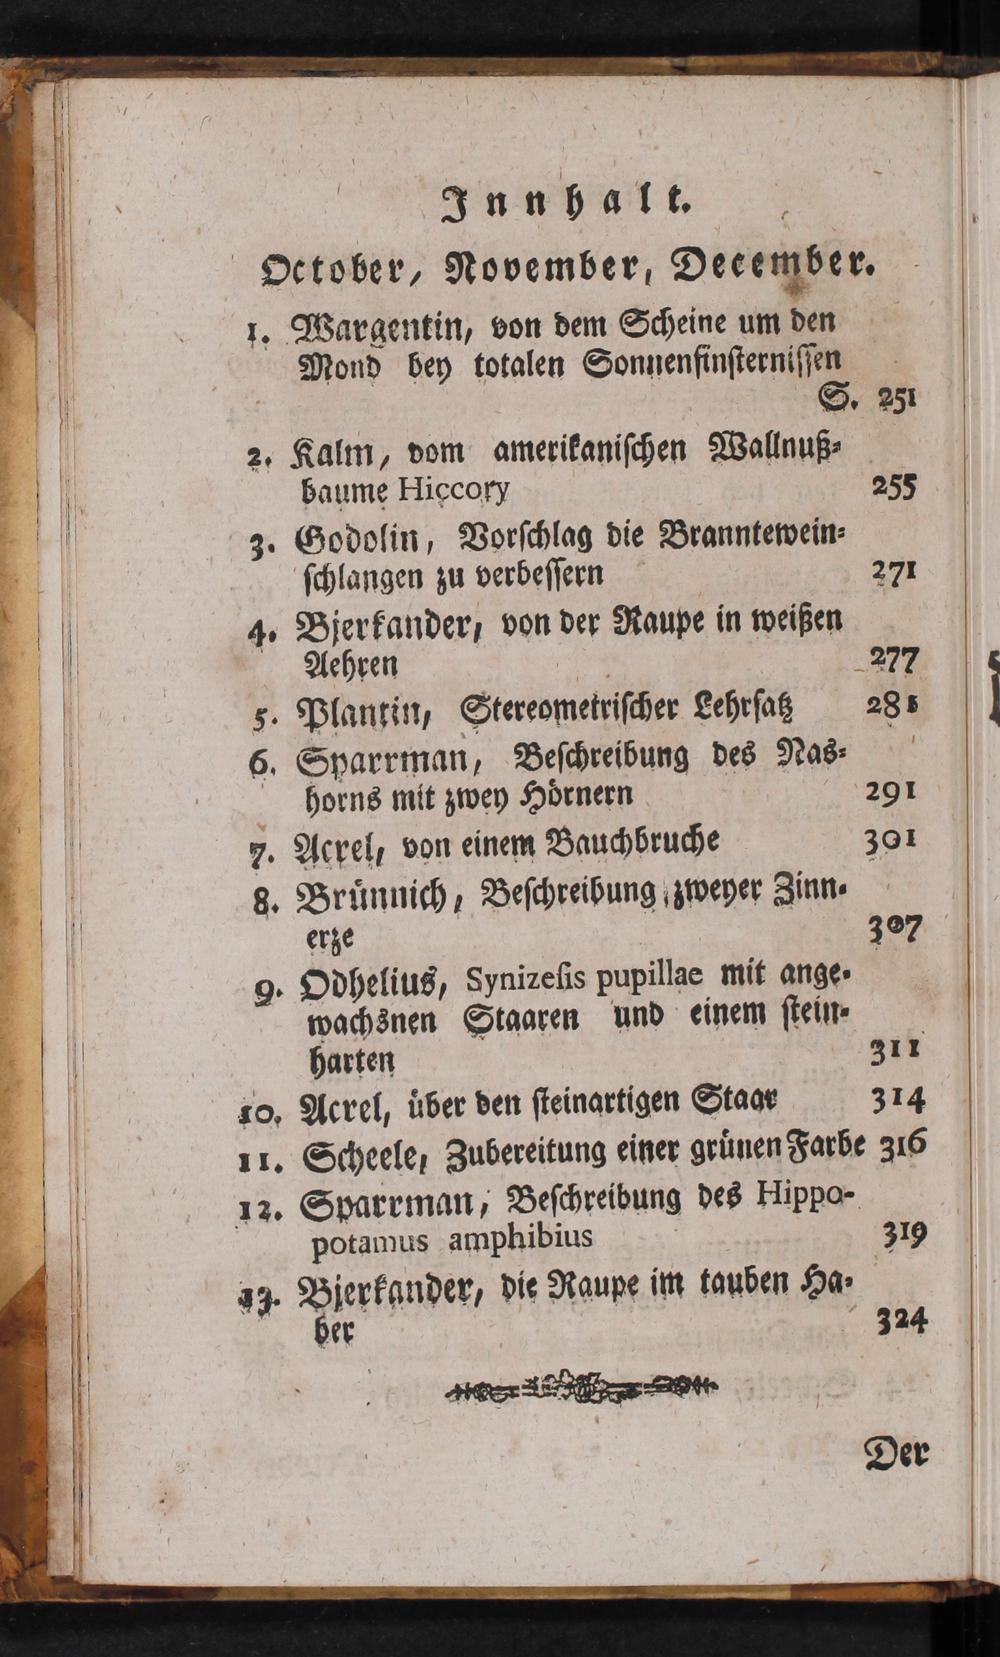 Innhalt.
October, November, December.
1. Wargentin, von dem Scheine um den
Mond bey totalen Sonnenfinsternissen
S. 251
2. Kalm, vom amerikanischen Wallnuß-
baume Hiccory 255
3. Godolin, Vorschlag die Branntewein-
schlangen zu verbessern 271
4. Bjerkander, von der Raupe in weißen
Aehren 277
5. Plantin, Stereometrischer Lehrsatz 281
6. Sparrman, Beschreibung des Nas-
horns mit zwey Hörnern 291
7. Acrel, von einem Bauchbruche 301
8. Brünnich, Beschreibung zweyer Zinn-
erze 307
9. Odhelius, Synizesis pupillae mit ange-
wachsnen Staaren und einem stein-
harten 311
10. Acrel, über den steinartigen Staar 314
11. Scheele, Zubereitung einer grünen Farbe 316
12. Sparrman, Beschreibung des Hippo-
potamus amphibius 319
13. Bjerkander, die Raupe im tauben Ha-
ber 324
Der